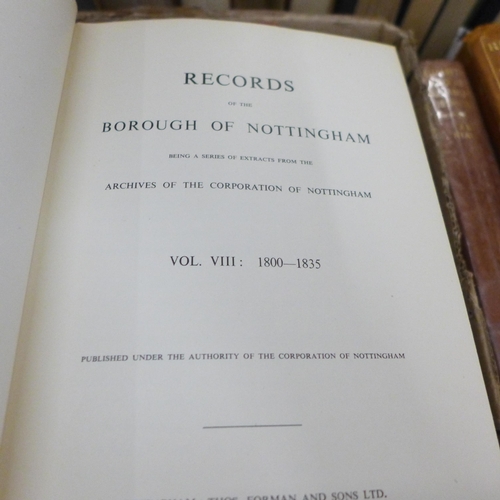 RECORDS
OF THE
BOROUGH OF NOTTINGHAM
BEING A SERIES OF EXTRACTS FROM THE
ARCHIVES OF THE CORPORATION OF NOTTINGHAM
VOL. VIII: 1800—1835
PUBLISHED UNDER THE AUTHORITY OF THE CORPORATION OF NOTTINGHAM
THOS. FORMAN AND SONS LTD.